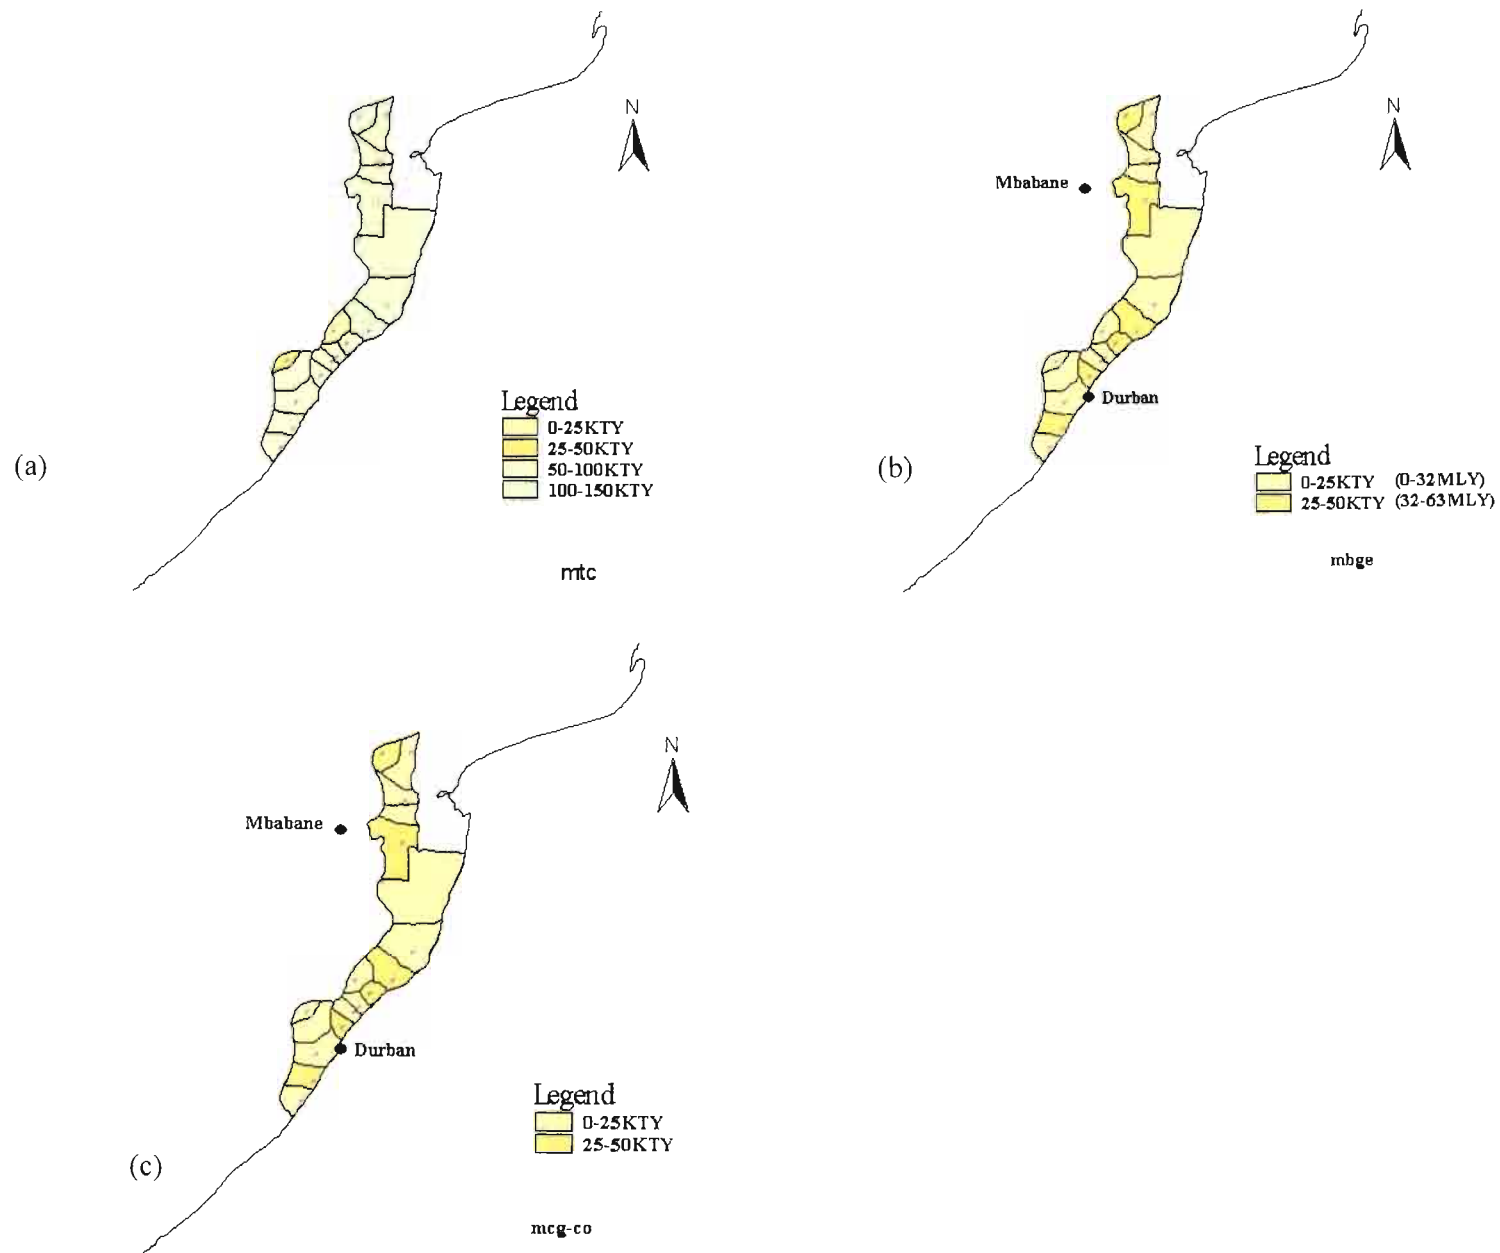 N
Legend
0-25KTY
25-50KTY
50-100KTY
100-150KTY
(a)
mtc
N
Mbabane
Durban
(b)
Legend
0-25KTY (0-32MLY)
25-50KTY (32-63MLY)
mbge
N
Mbabane
Durban
Legend
0-25KTY
25-50KTY
(c)
mcg-co